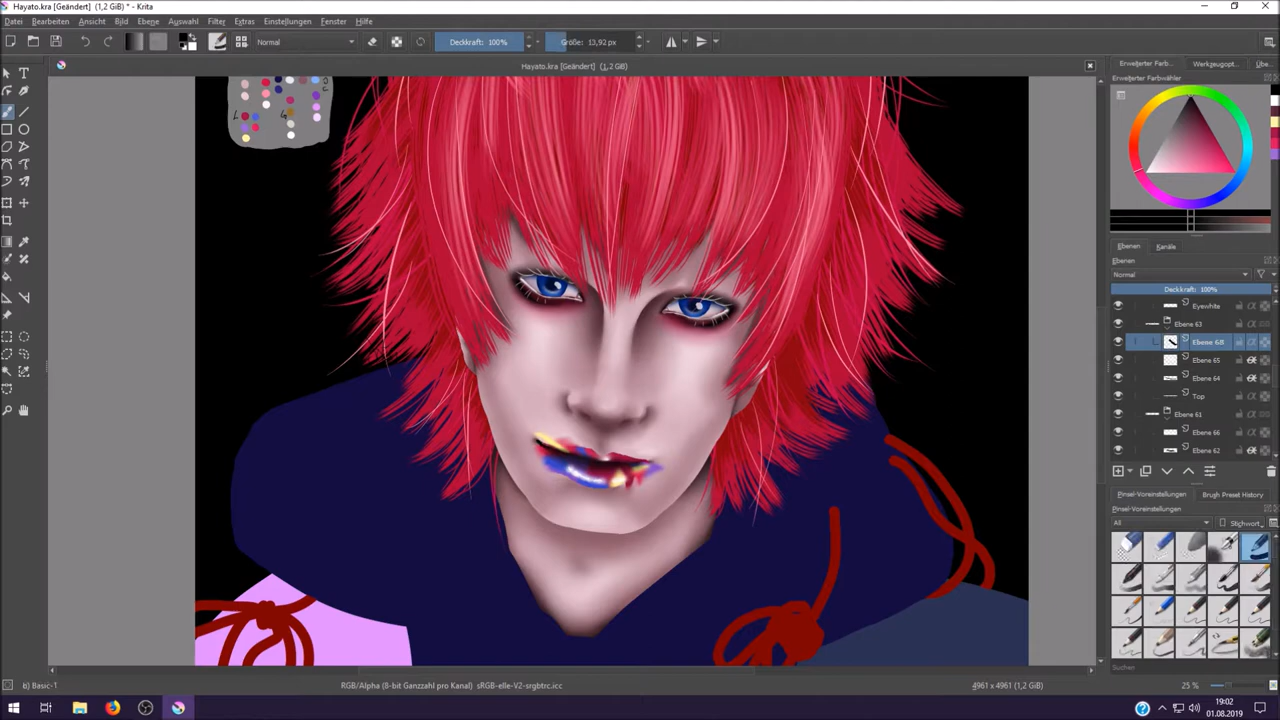 Hayato.kra [Geändert] (1,2 GiB) * - Krita
Datei Bearbeiten Ansicht Bild Ebene Auswahl Filter Extras Einstellungen Fenster Hilfe
Normal Deckkraft: 100% Größe: 13,92 px
Hayato.kra [Geändert] (1,2 GiB)
Erweiterter Farb... Werkzeugopt...
Erweiterter Farbwähler
L
Ebenen Kanäle
Ebenen
Normal
Deckkraft: 100%
Eyewhite
Ebene 63
Ebene 68
Ebene 65
Ebene 64
Top
Ebene 61
Ebene 66
Ebene 62
Pinsel-Voreinstellungen Brush Preset History
Pinsel-Voreinstellungen
All Stichwort
Suchen
b) Basic-1 RGB/Alpha (8-bit Ganzzahl pro Kanal) sRGB-elle-V2-srgbtrc.icc 4961 x 4961 (1,2 GiB) 25 %
19:02
01.08.2019